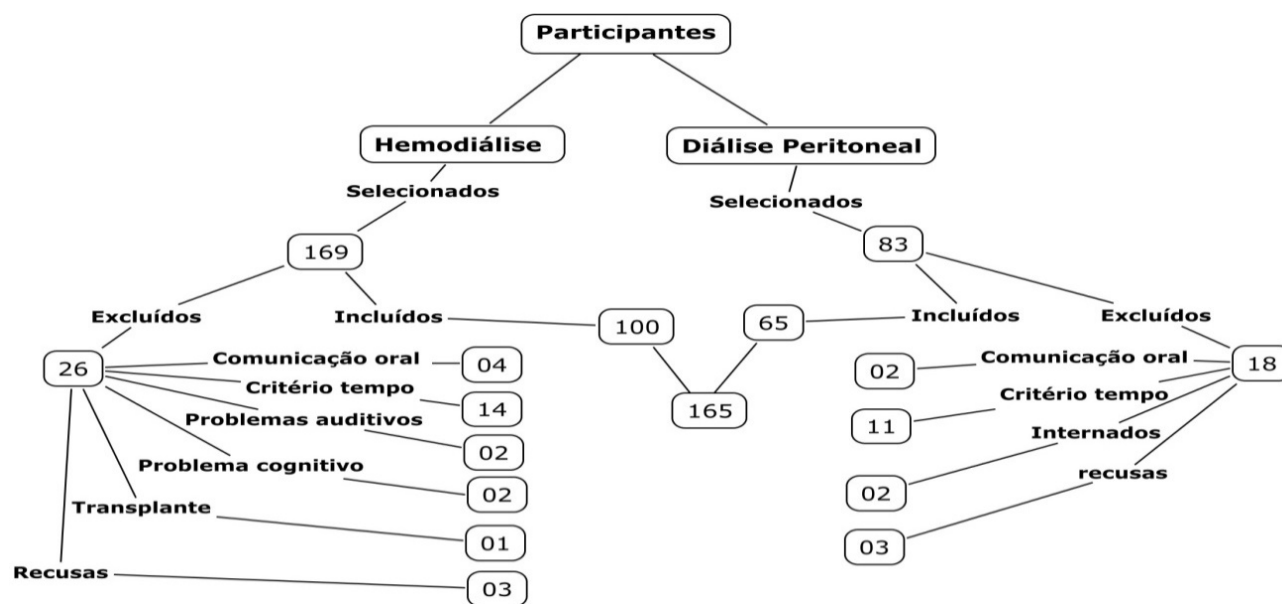 Participantes
Hemodiálise
Diálise Peritoneal
Selecionados
Selecionados
169
83
Excluídos
Incluídos
100
65
Incluídos
Excluídos
26
Comunicação oral
04
Critério tempo
14
Problemas auditivos
02
Problema cognitivo
02
Transplante
01
Recusas
03
165
Comunicação oral
02
18
Critério tempo
11
Internados
02
recusas
03